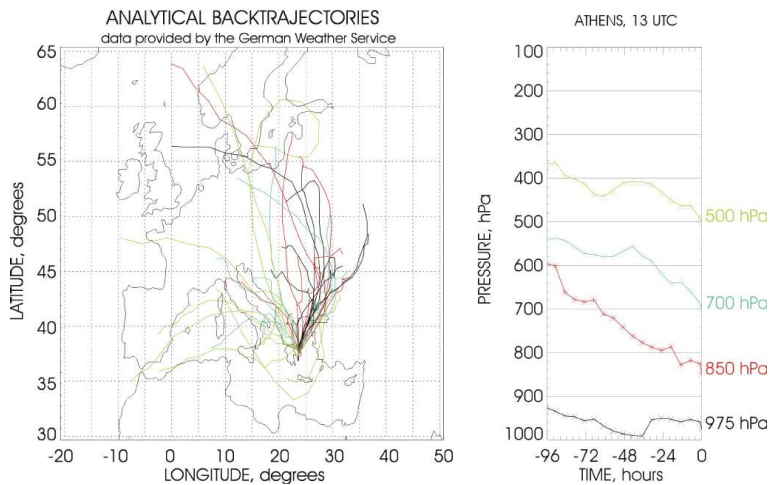 ANALYTICAL BACKTRAJECTORIES
data provided by the German Weather Service
65
60
55
50
45
40
35
30
-20 -10 0 10 20 30 40 50
LATITUDE, degrees
LONGITUDE, degrees
ATHENS, 13 UTC
100
200
300
400
500
600
700
800
900
1000
-96 -72 -48 -24 0
PRESSURE, hPa
TIME, hours
500 hPa
700 hPa
850 hPa
975 hPa